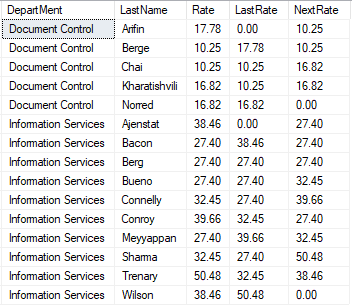 DepartMent LastName Rate LastRate NextRate
Document Control Arifin 17.78 0.00 10.25
Document Control Berge 10.25 17.78 10.25
Document Control Chai 10.25 10.25 16.82
Document Control Kharatishvili 16.82 10.25 16.82
Document Control Norred 16.82 16.82 0.00
Information Services Ajenstat 38.46 0.00 27.40
Information Services Bacon 27.40 38.46 27.40
Information Services Berg 27.40 27.40 27.40
Information Services Bueno 27.40 27.40 32.45
Information Services Connelly 32.45 27.40 39.66
Information Services Conroy 39.66 32.45 27.40
Information Services Meyyappan 27.40 39.66 32.45
Information Services Sharma 32.45 27.40 50.48
Information Services Trenary 50.48 32.45 38.46
Information Services Wilson 38.46 50.48 0.00